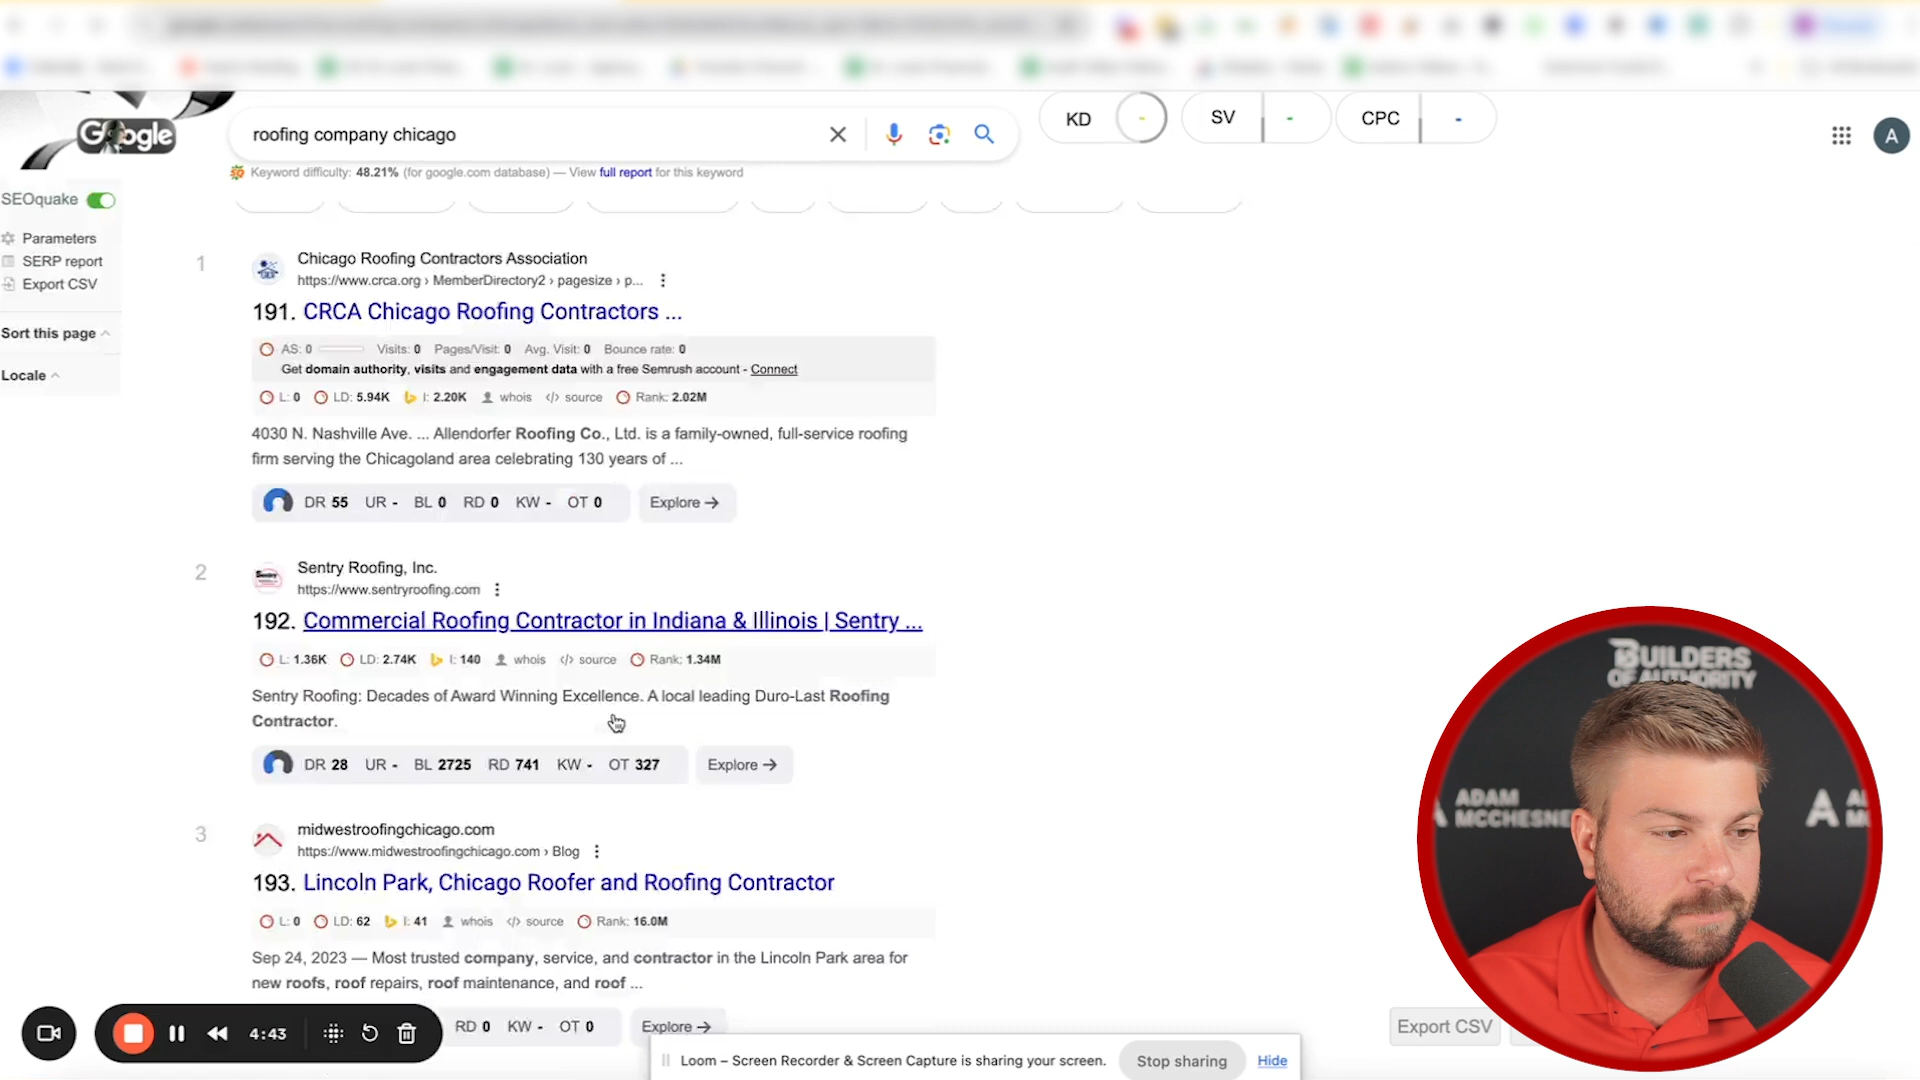 Google
roofing company chicago
KD -
SV -
CPC -
A
Keyword difficulty: 48.21% (for google.com database) — View full report for this keyword
SEOquake
Parameters
SERP report
Export CSV
Sort this page
Locale
1
Chicago Roofing Contractors Association
https://www.crca.org › MemberDirectory2 › pagesize › p...
191. CRCA Chicago Roofing Contractors ...
AS: 0 Visits: 0 Pages/Visit: 0 Avg. Visit: 0 Bounce rate: 0
Get domain authority, visits and engagement data with a free Semrush account - Connect
L: 0 LD: 5.94K I: 2.20K whois </> source Rank: 2.02M
4030 N. Nashville Ave. ... Allendorfer Roofing Co., Ltd. is a family-owned, full-service roofing
firm serving the Chicagoland area celebrating 130 years of ...
DR 55 UR - BL 0 RD 0 KW - OT 0 Explore →
2
Sentry Roofing, Inc.
https://www.sentryroofing.com
192. Commercial Roofing Contractor in Indiana & Illinois | Sentry ...
L: 1.36K LD: 2.74K I: 140 whois </> source Rank: 1.34M
Sentry Roofing: Decades of Award Winning Excellence. A local leading Duro-Last Roofing
Contractor.
DR 28 UR - BL 2725 RD 741 KW - OT 327 Explore →
3
midwestroofingchicago.com
https://www.midwestroofingchicago.com › Blog
193. Lincoln Park, Chicago Roofer and Roofing Contractor
L: 0 LD: 62 I: 41 whois </> source Rank: 16.0M
Sep 24, 2023 — Most trusted company, service, and contractor in the Lincoln Park area for
new roofs, roof repairs, roof maintenance, and roof ...
RD 0 KW - OT 0 Explore →
4:43
Loom – Screen Recorder & Screen Capture is sharing your screen. Stop sharing Hide
Export CSV
BUILDERS
OF AUTHORITY
ADAM
MCCHESNE